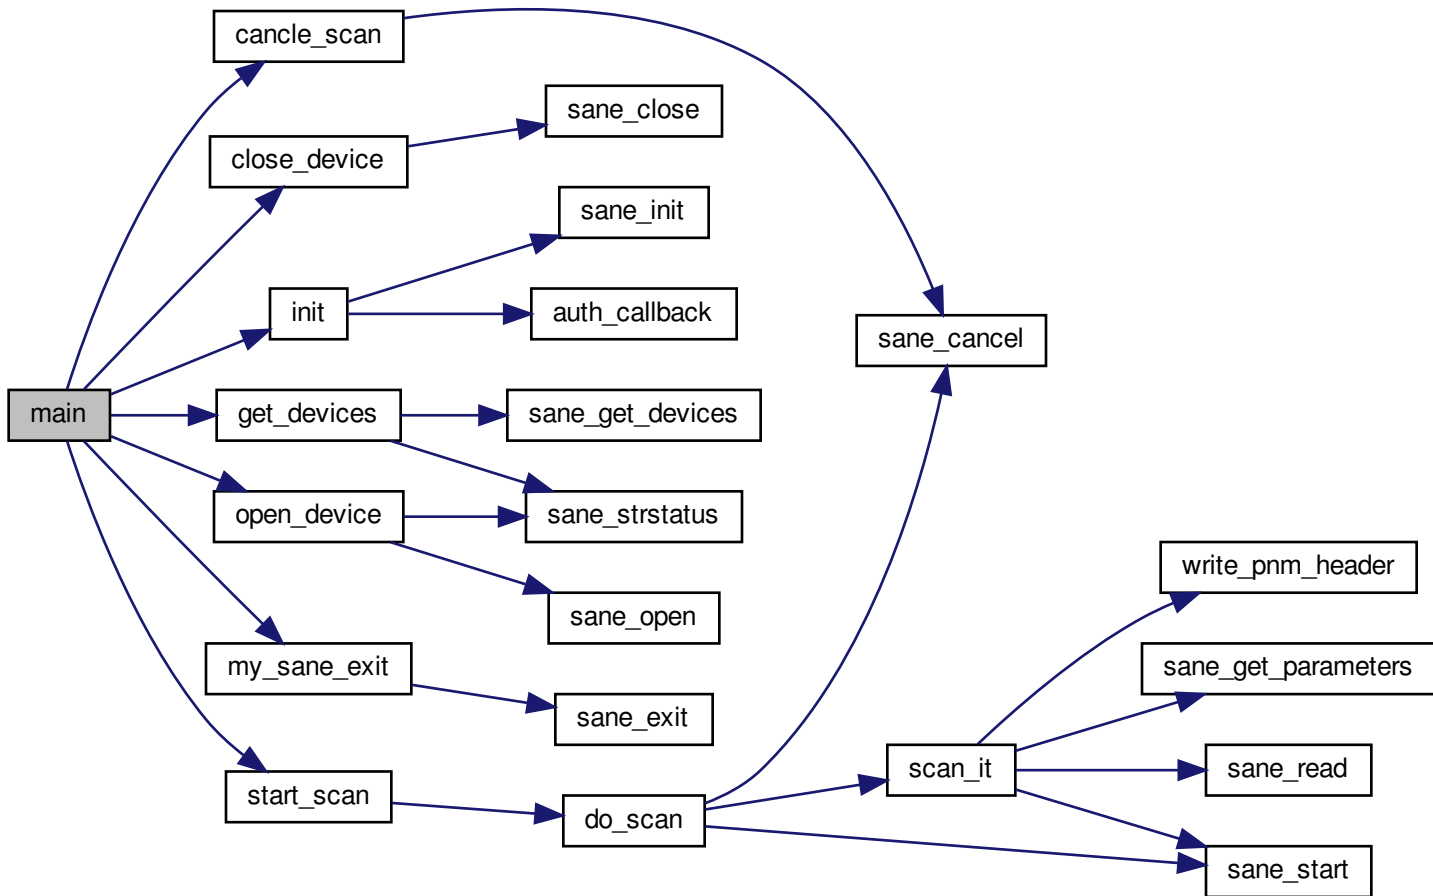 cancle_scan
sane_close
close_device
sane_init
init
auth_callback
sane_cancel
main
get_devices
sane_get_devices
open_device
sane_strstatus
write_pnm_header
sane_open
my_sane_exit
sane_get_parameters
sane_exit
scan_it
sane_read
start_scan
do_scan
sane_start